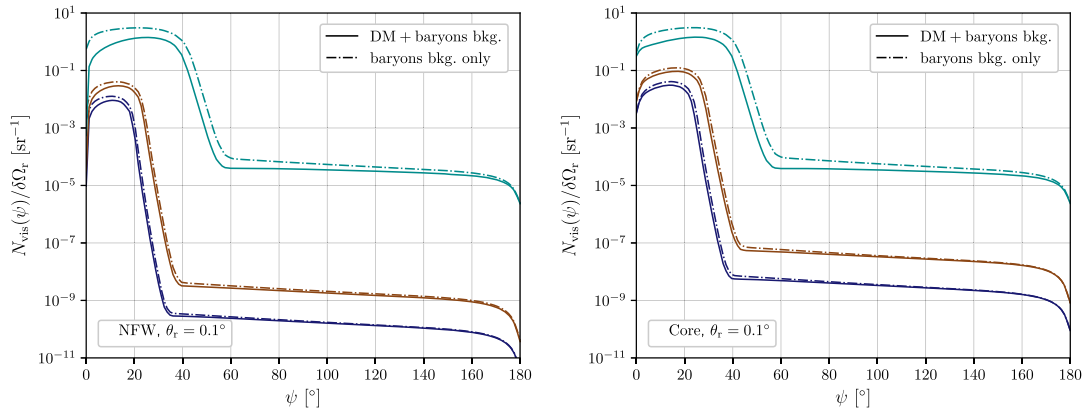 10^1
10^{-1}
10^{-3}
10^{-5}
10^{-7}
10^{-9}
10^{-11}
N_vis(ψ)/δΩ_r [sr^{-1}]
DM + baryons bkg.
baryons bkg. only
NFW, θ_r = 0.1°
0 20 40 60 80 100 120 140 160 180
ψ [°]
10^1
10^{-1}
10^{-3}
10^{-5}
10^{-7}
10^{-9}
10^{-11}
N_vis(ψ)/δΩ_r [sr^{-1}]
DM + baryons bkg.
baryons bkg. only
Core, θ_r = 0.1°
0 20 40 60 80 100 120 140 160 180
ψ [°]